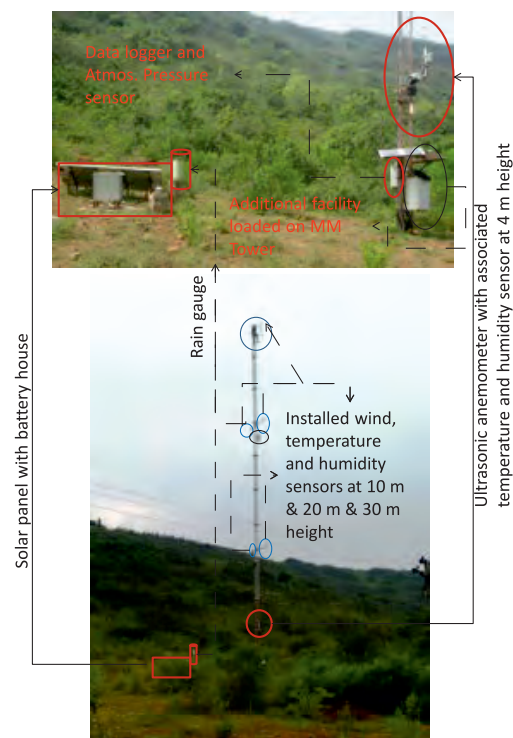 Data logger and
Atmos. Pressure
sensor
Additional facility
loaded on MM
Tower
Rain gauge
Solar panel with battery house
Ultrasonic anemometer with associated
temperature and humidity sensor at 4 m height
Installed wind,
temperature
and humidity
sensors at 10 m
& 20 m & 30 m
height